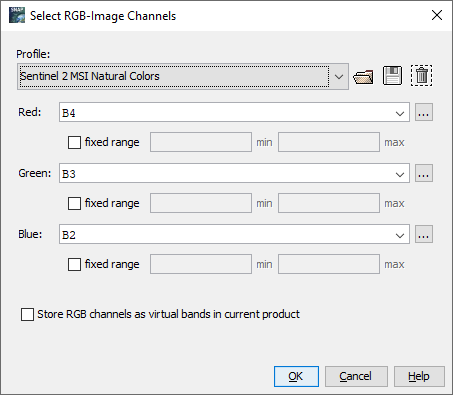 SNAP
Select RGB-Image Channels
Profile:
Sentinel 2 MSI Natural Colors
Red: B4 ...
fixed range min max
Green: B3 ...
fixed range min max
Blue: B2 ...
fixed range min max
Store RGB channels as virtual bands in current product
OK Cancel Help